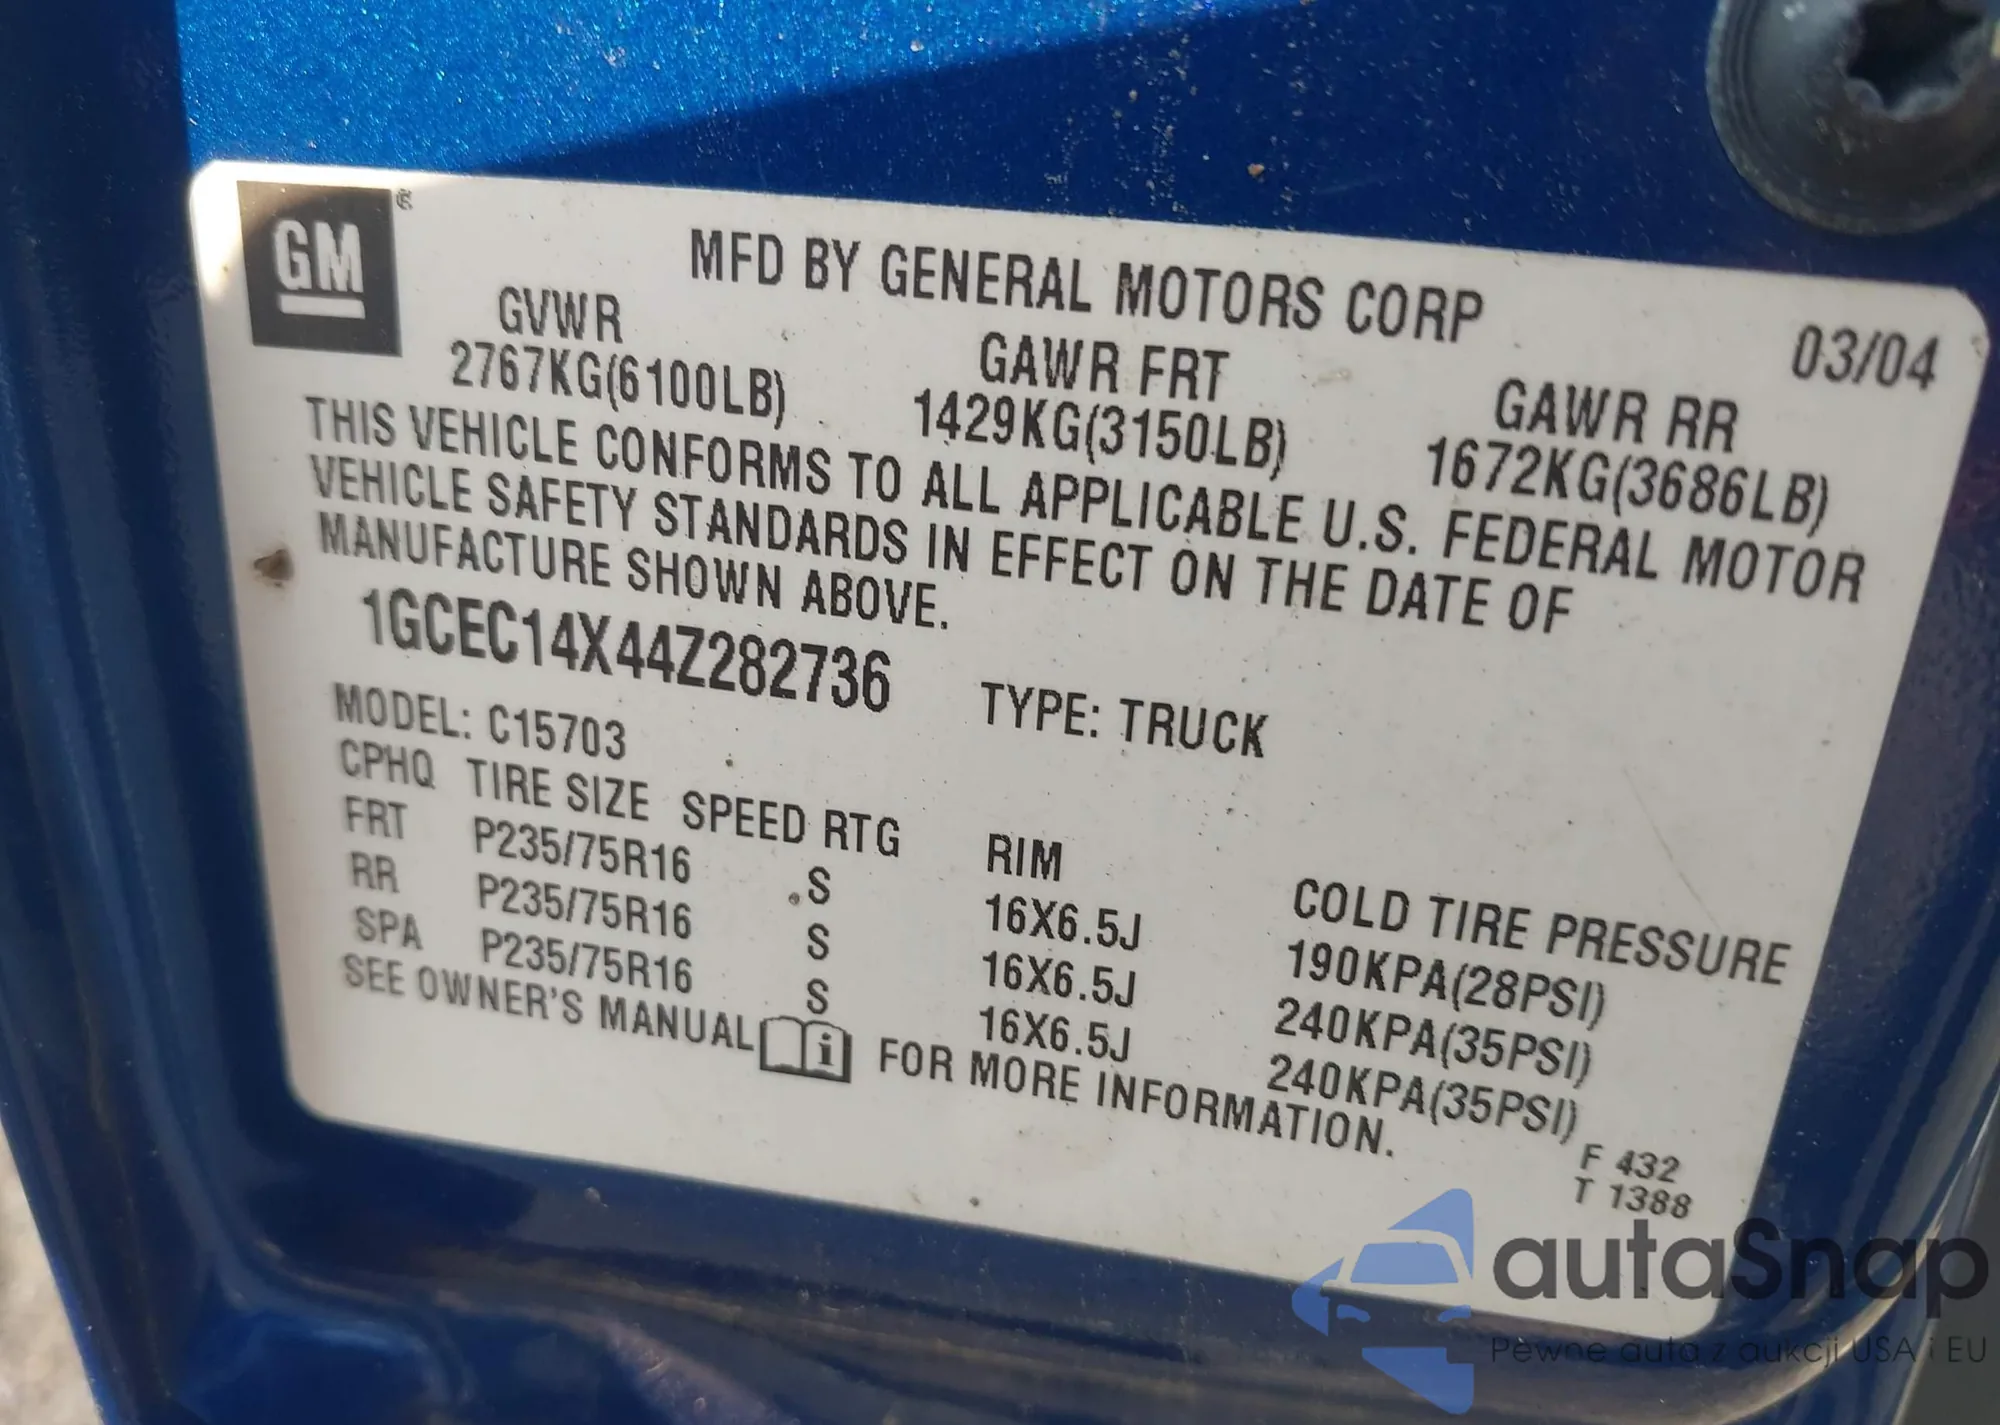 GM
MFD BY GENERAL MOTORS CORP 03/04
GVWR GAWR FRT GAWR RR
2767KG(6100LB) 1429KG(3150LB) 1672KG(3686LB)
THIS VEHICLE CONFORMS TO ALL APPLICABLE U.S. FEDERAL MOTOR
VEHICLE SAFETY STANDARDS IN EFFECT ON THE DATE OF
MANUFACTURE SHOWN ABOVE.
1GCEC14X44Z282736 TYPE: TRUCK
MODEL: C15703
CPHQ TIRE SIZE SPEED RTG RIM COLD TIRE PRESSURE
FRT P235/75R16 S 16X6.5J 190KPA(28PSI)
RR P235/75R16 S 16X6.5J 240KPA(35PSI)
SPA P235/75R16 S 16X6.5J 240KPA(35PSI)
SEE OWNER'S MANUAL i FOR MORE INFORMATION.
F 432
T 1388
autaSnap
Pewne auta z aukcji USA i EU